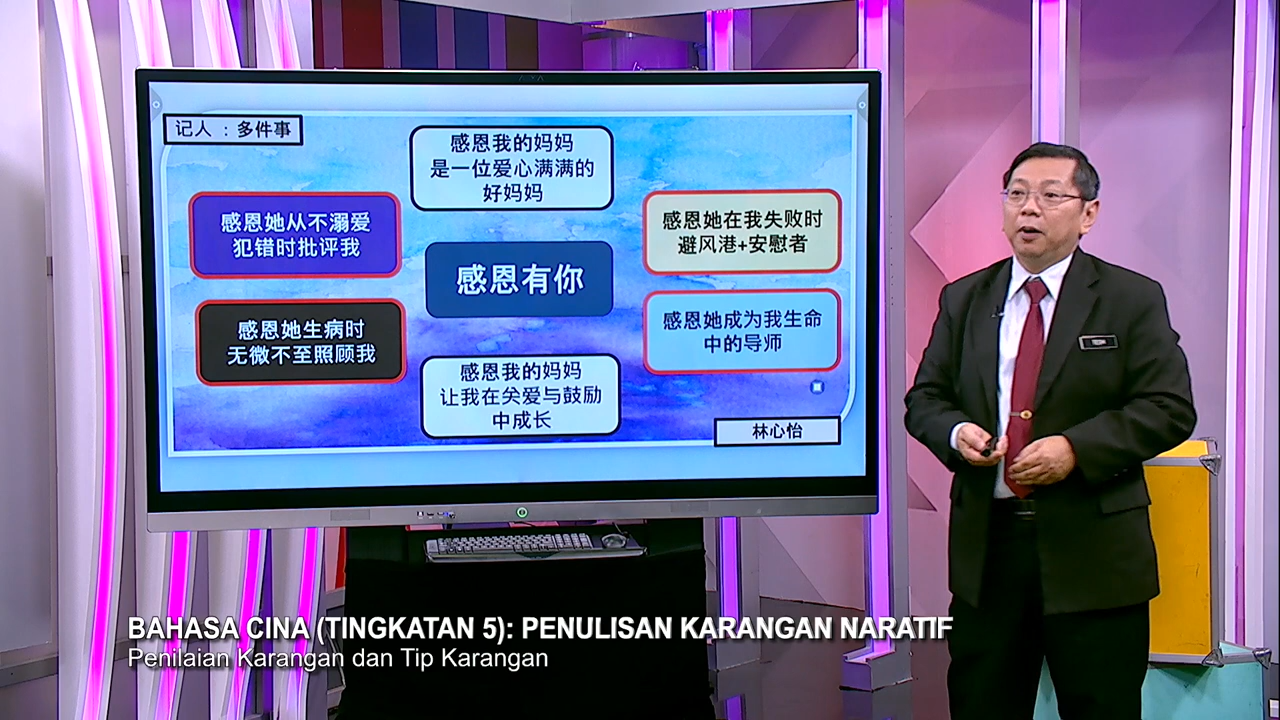 记人 ：多件事
感恩我的妈妈
是一位爱心满满的
好妈妈
感恩她从不溺爱
犯错时批评我
感恩她在我失败时
避风港+安慰者
感恩有你
感恩她生病时
无微不至照顾我
感恩她成为我生命
中的导师
感恩我的妈妈
让我在关爱与鼓励
中成长
林心怡
BAHASA CINA (TINGKATAN 5): PENULISAN KARANGAN NARATIF
Penilaian Karangan dan Tip Karangan